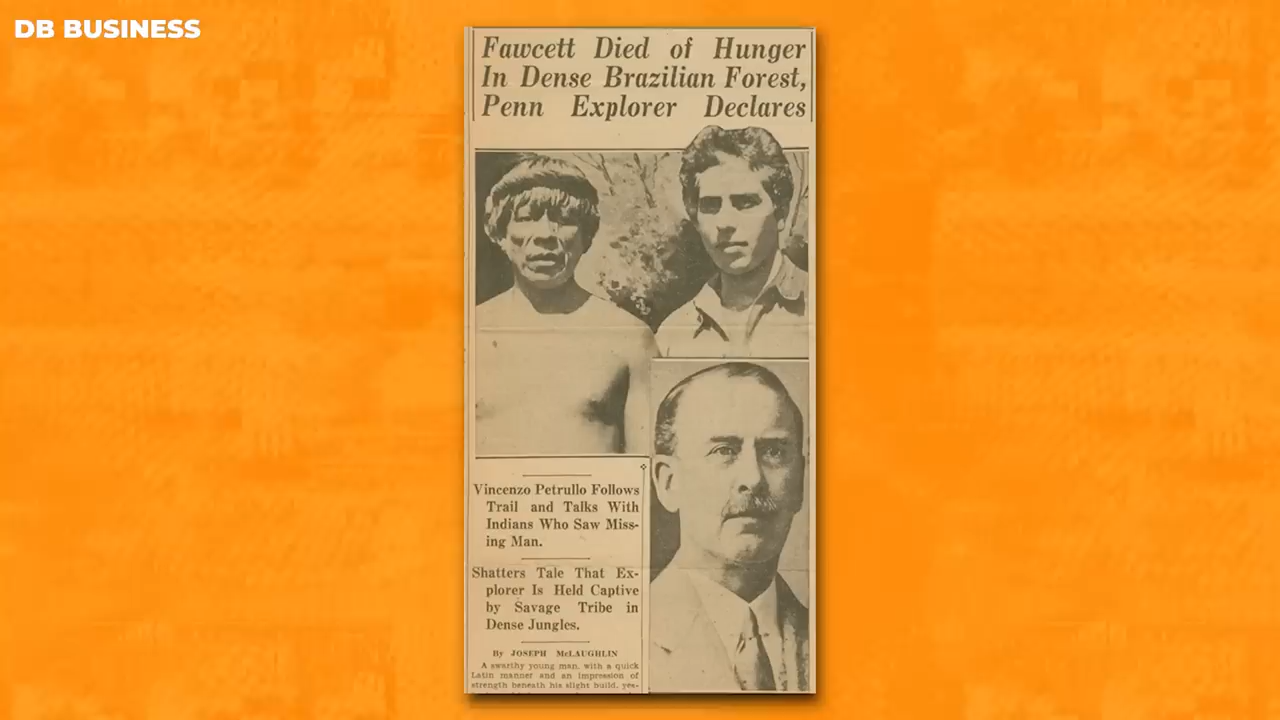 DB BUSINESS
Fawcett Died of Hunger
In Dense Brazilian Forest,
Penn Explorer Declares
Vincenzo Petrullo Follows
Trail and Talks With
Indians Who Saw Miss-
ing Man.
Shatters Tale That Ex-
plorer Is Held Captive
by Savage Tribe in
Dense Jungles.
By JOSEPH McLAUGHLIN
A swarthy young man, with a quick
Latin manner and an impression of
strength beneath his slight build, yes-